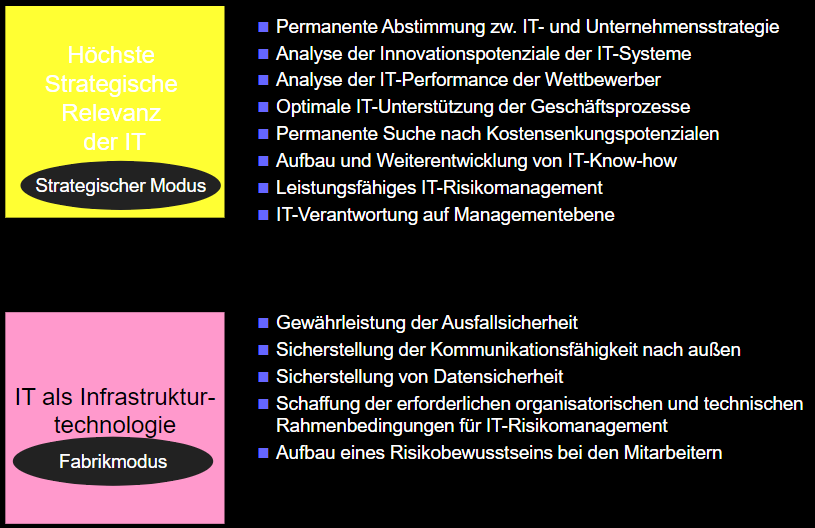 Höchste
Strategische
Relevanz
der IT
Strategischer Modus
Permanente Abstimmung zw. IT- und Unternehmensstrategie
Analyse der Innovationspotenziale der IT-Systeme
Analyse der IT-Performance der Wettbewerber
Optimale IT-Unterstützung der Geschäftsprozesse
Permanente Suche nach Kostensenkungspotenzialen
Aufbau und Weiterentwicklung von IT-Know-how
Leistungsfähiges IT-Risikomanagement
IT-Verantwortung auf Managementebene
IT als Infrastruktur-
technologie
Fabrikmodus
Gewährleistung der Ausfallsicherheit
Sicherstellung der Kommunikationsfähigkeit nach außen
Sicherstellung von Datensicherheit
Schaffung der erforderlichen organisatorischen und technischen
Rahmenbedingungen für IT-Risikomanagement
Aufbau eines Risikobewusstseins bei den Mitarbeitern